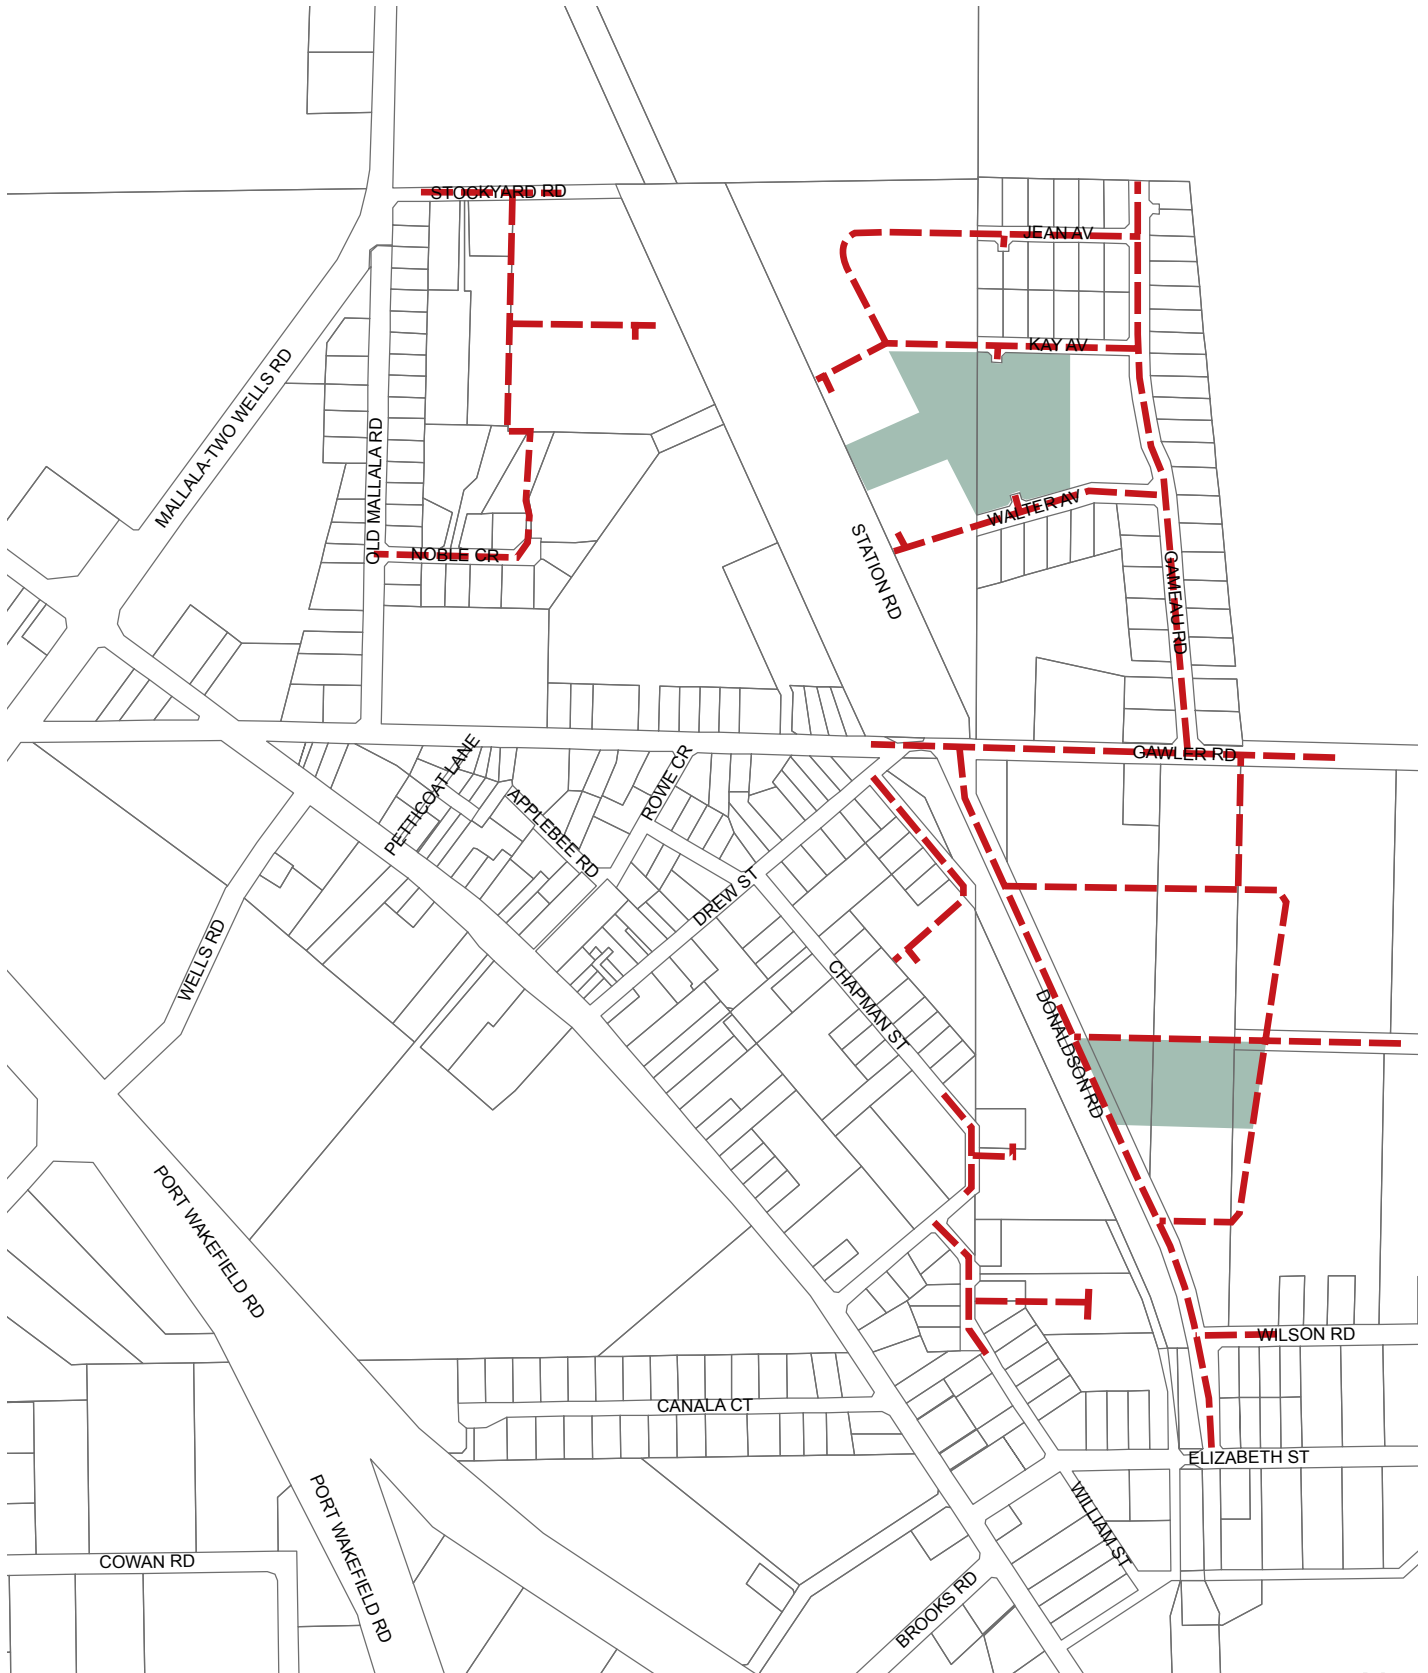 STOCKYARD RD
JEAN AV
KAY AV
MALLALA-TWO WELLS RD
OLD MALLALA RD
WALTER AV
NOBLE CR
STATION RD
GAMEAU RD
GAWLER RD
PETTICOAT LANE
ROWE CR
APPLEBEE RD
DREW ST
WELLS RD
CHAPMAN ST
DONALDSON RD
PORT WAKEFIELD RD
WILSON RD
CANALA CT
ELIZABETH ST
PORT WAKEFIELD RD
WILLIAM ST
COWAN RD
BROOKS RD